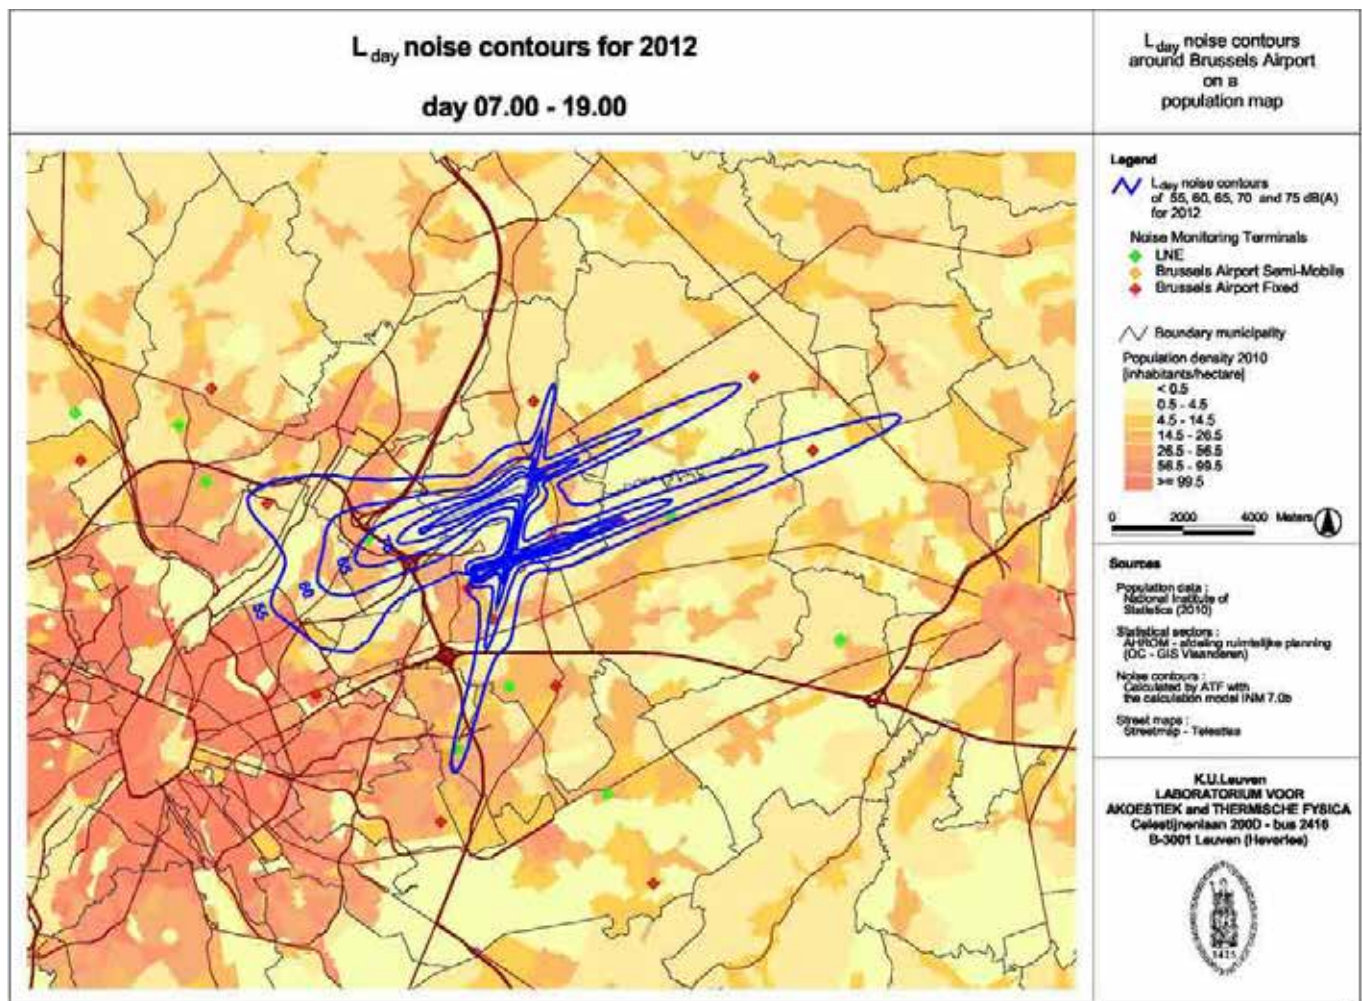 L day noise contours for 2012
day 07.00 - 19.00
L day noise contours
around Brussels Airport
on a
population map
Legend
L day noise contours
of 55, 60, 65, 70 and 75 dB(A)
for 2012
Noise Monitoring Terminals
LNE
Brussels Airport Semi-Mobile
Brussels Airport Fixed
Boundary municipality
Population density 2010
[inhabitants/hectare]
< 0.5
0.5 - 4.5
4.5 - 14.5
14.5 - 26.5
26.5 - 56.5
56.5 - 99.5
>= 99.5
0 2000 4000 Meters
Sources
Population data :
National Institute of
Statistics (2010)
Statistical sectors :
AHROM - afdeling ruimtelijke planning
(OC - GIS Vlaanderen)
Noise contours :
Calculated by ATF with
the calculation model INM 7.0b
Street maps :
Streetmap - TeleAtlas
K.U.Leuven
LABORATORIUM VOOR
AKOESTIEK and THERMISCHE FYSICA
Celestijnenlaan 200D - bus 2416
B-3001 Leuven (Heverlee)
1425
70
65
60
55